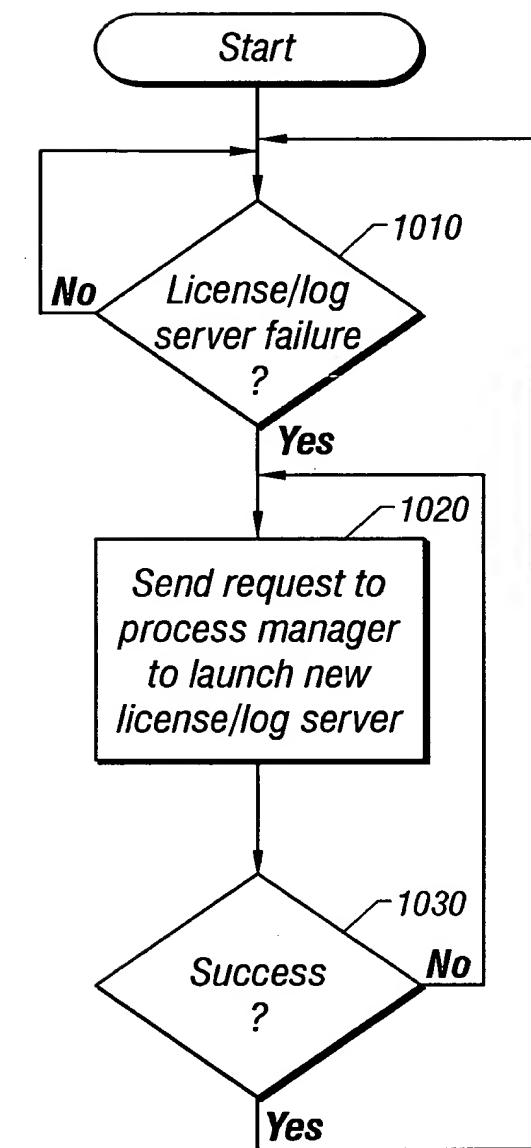 Start
1010
License/log
server failure
?
No
Yes
1020
Send request to
process manager
to launch new
license/log server
1030
Success
?
No
Yes